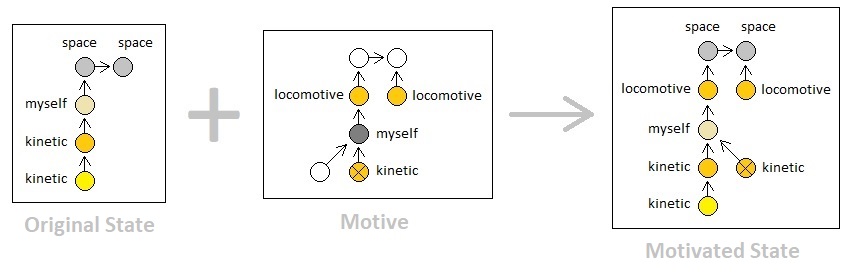 space space
myself
kinetic
kinetic
Original State
locomotive locomotive
myself
kinetic
Motive
space space
locomotive locomotive
myself
kinetic kinetic
kinetic
Motivated State